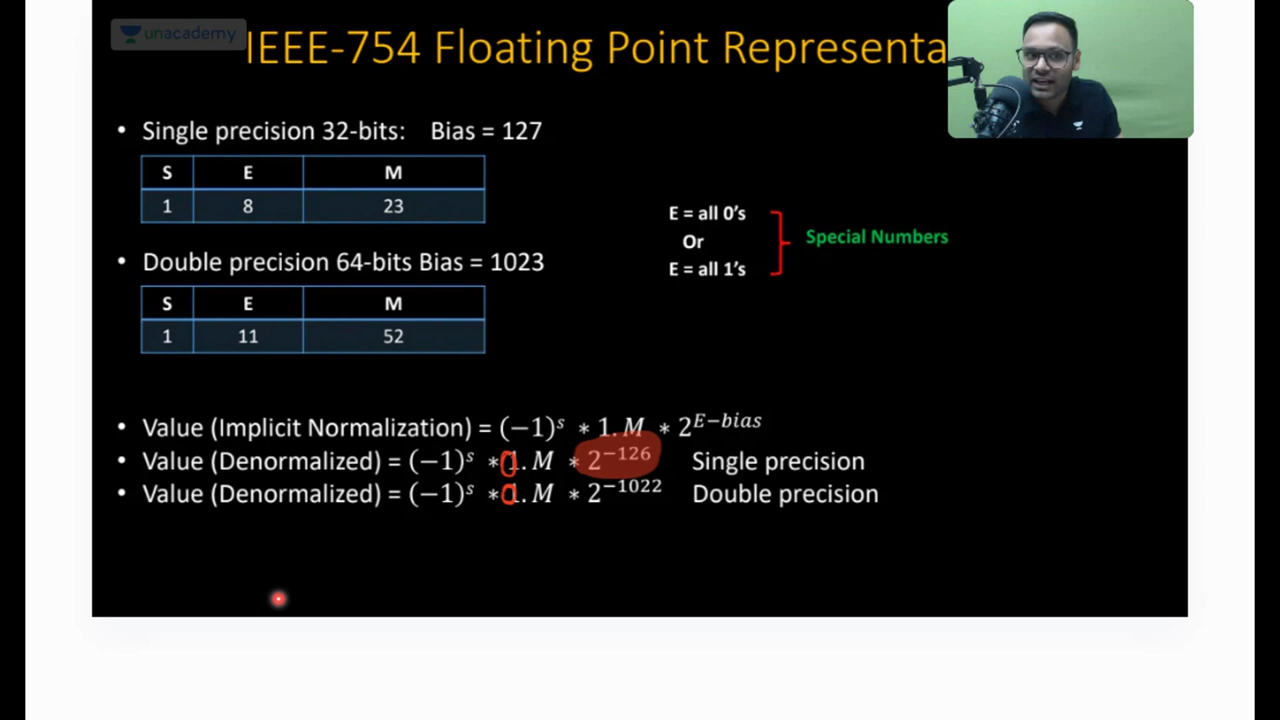 unacademy
IEEE-754 Floating Point Representa
• Single precision 32-bits: Bias = 127
S E M
1 8 23
E = all 0's
Or
E = all 1's
Special Numbers
• Double precision 64-bits Bias = 1023
S E M
1 11 52
• Value (Implicit Normalization) = (−1)ˢ ∗ 1. M ∗ 2^{E−bias}
• Value (Denormalized) = (−1)ˢ ∗ 0. M ∗ 2^{−126} Single precision
• Value (Denormalized) = (−1)ˢ ∗ 0. M ∗ 2^{−1022} Double precision